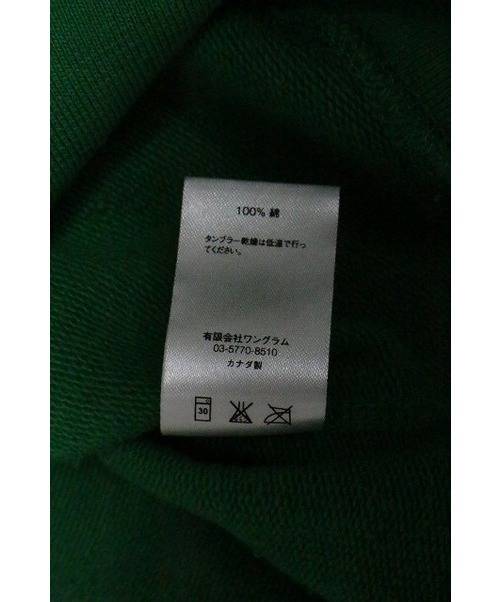 100% 綿
タンブラー乾燥は低温で行っ
てください。
有限会社ワングラム
03-5770-8510
カナダ製
30